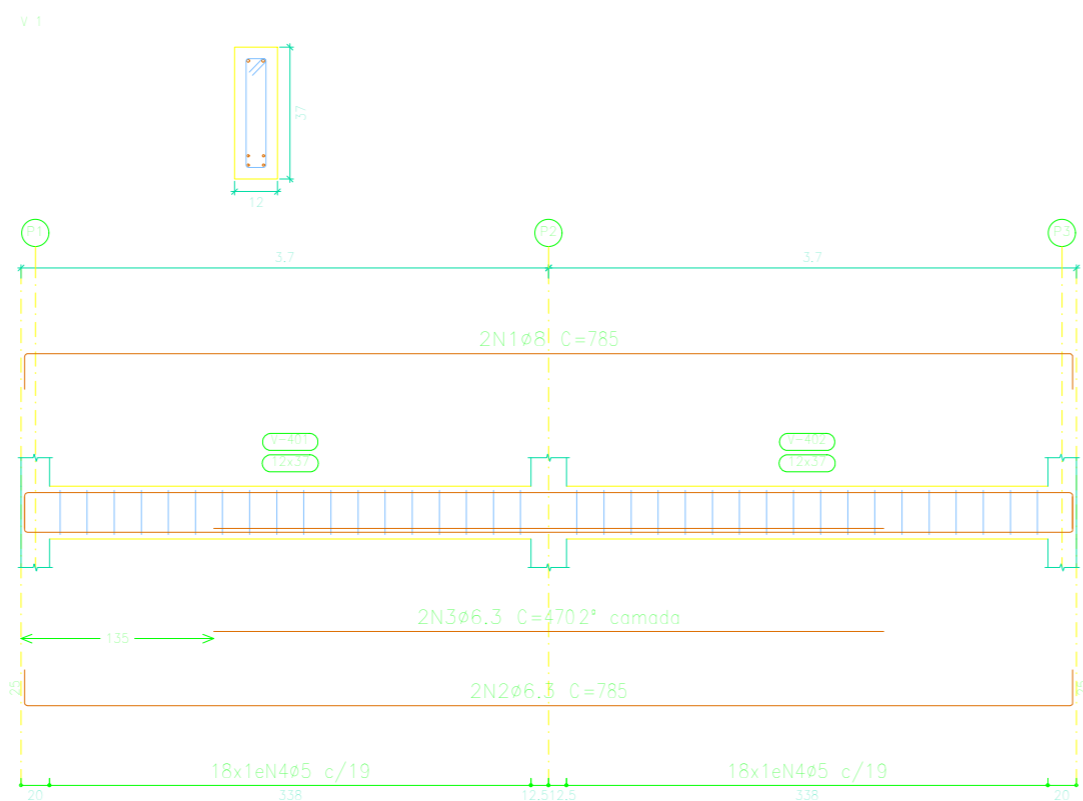 V 1
37
12
P1 P2 P3
3.7 3.7
2N1ø8 C=785
V-401 V-402
12x37 12x37
2N3ø6.3 C=470 2ª camada
135
2N2ø6.3 C=785
25
18x1eN4ø5 c/19 18x1eN4ø5 c/19
20 338 12.5 12.5 338 20